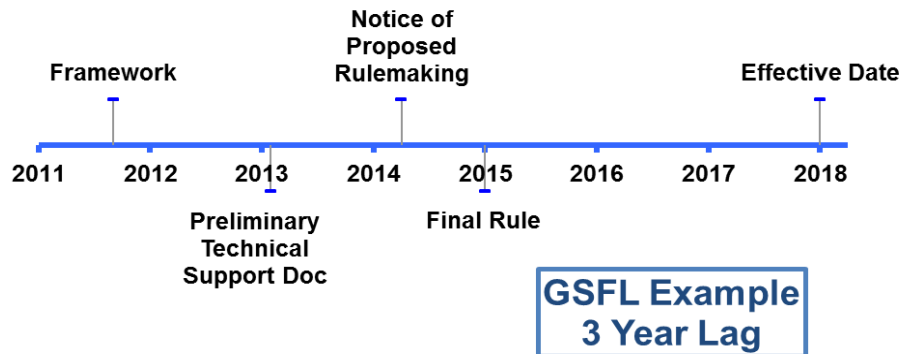 Notice of
Proposed
Rulemaking
Framework
Effective Date
2011 2012 2013 2014 2015 2016 2017 2018
Preliminary
Technical
Support Doc
Final Rule
GSFL Example
3 Year Lag